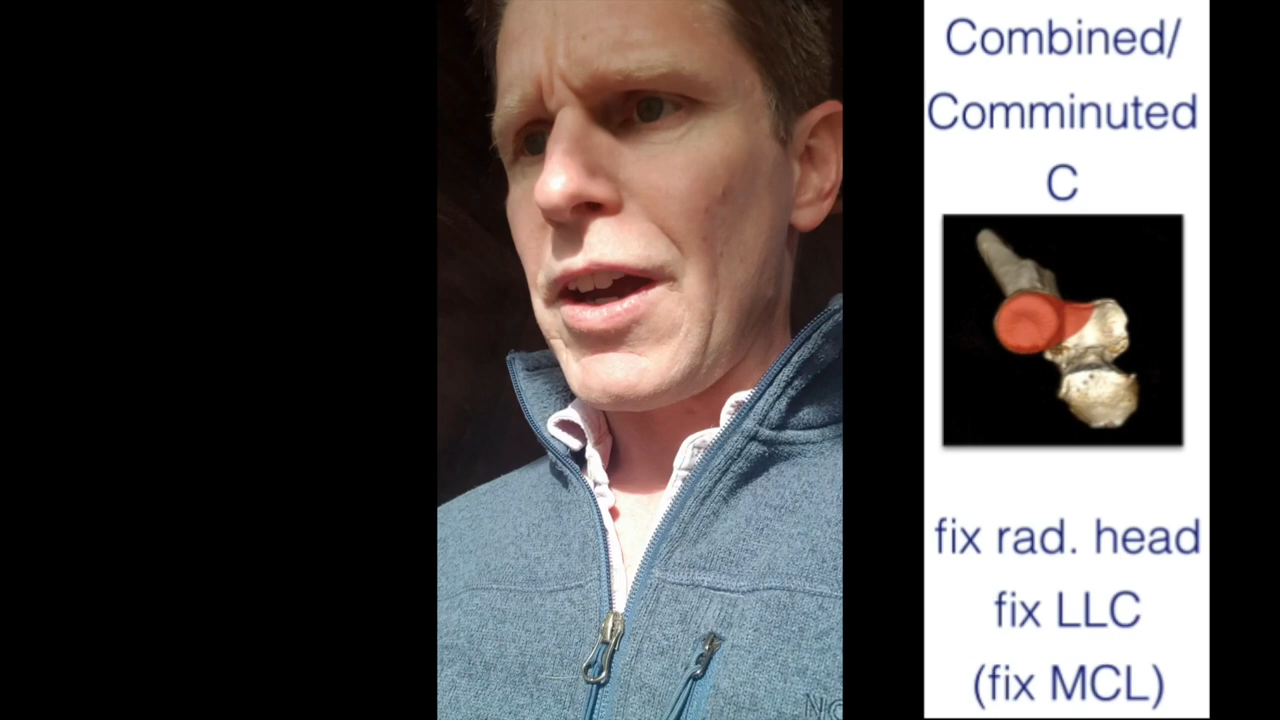 Combined/
Comminuted
C
fix rad. head
fix LLC
(fix MCL)